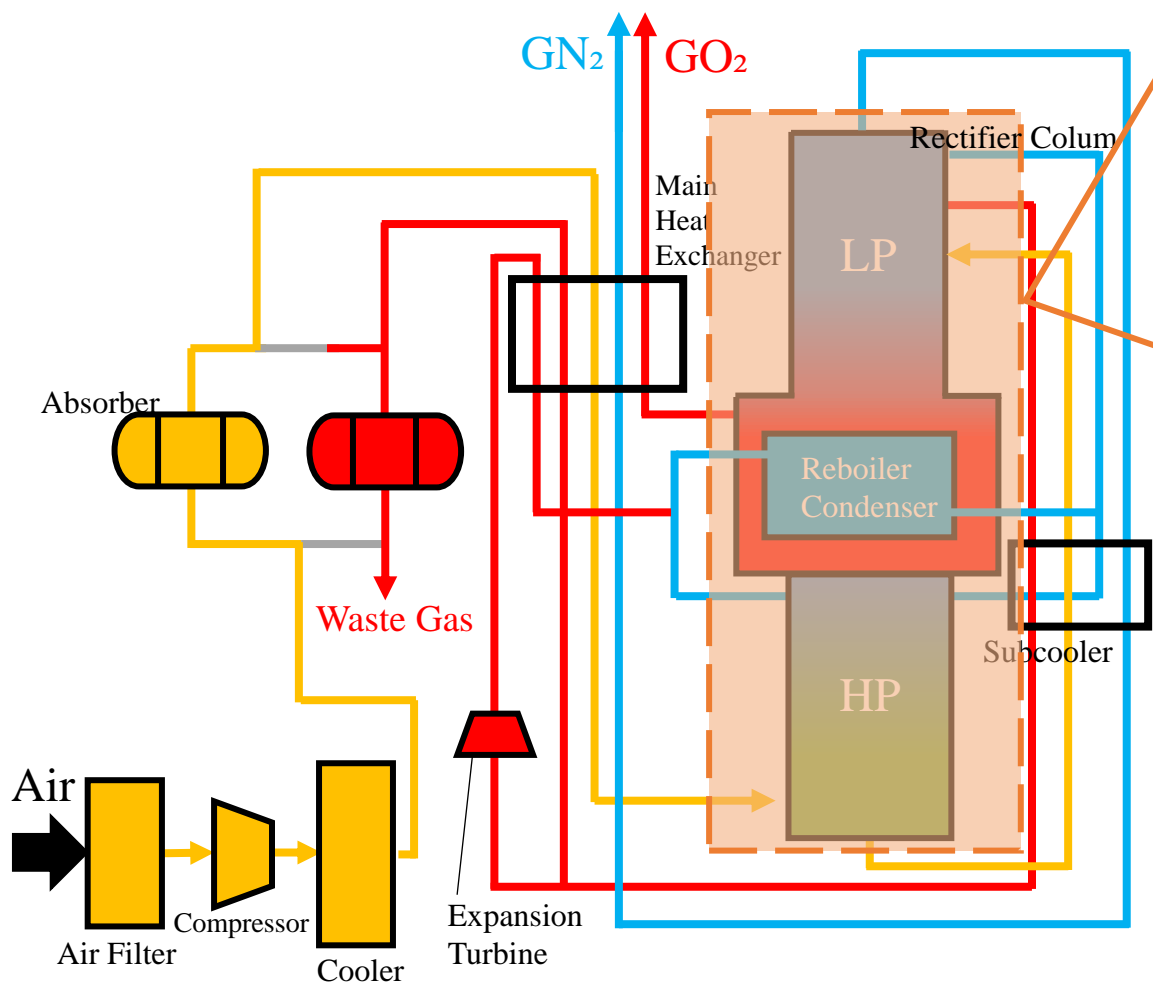 GN₂
GO₂
Rectifier Colum
Main
Heat
Exchanger
LP
Absorber
Reboiler
Condenser
Waste Gas
Subcooler
HP
Air
Compressor
Air Filter
Cooler
Expansion
Turbine